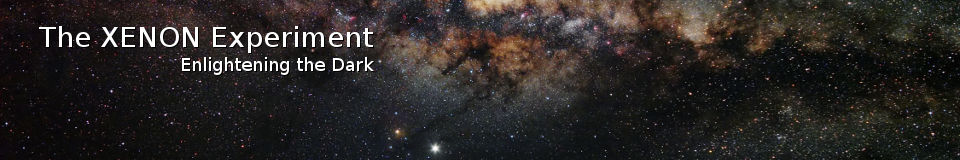 The XENON Experiment
Enlightening the Dark